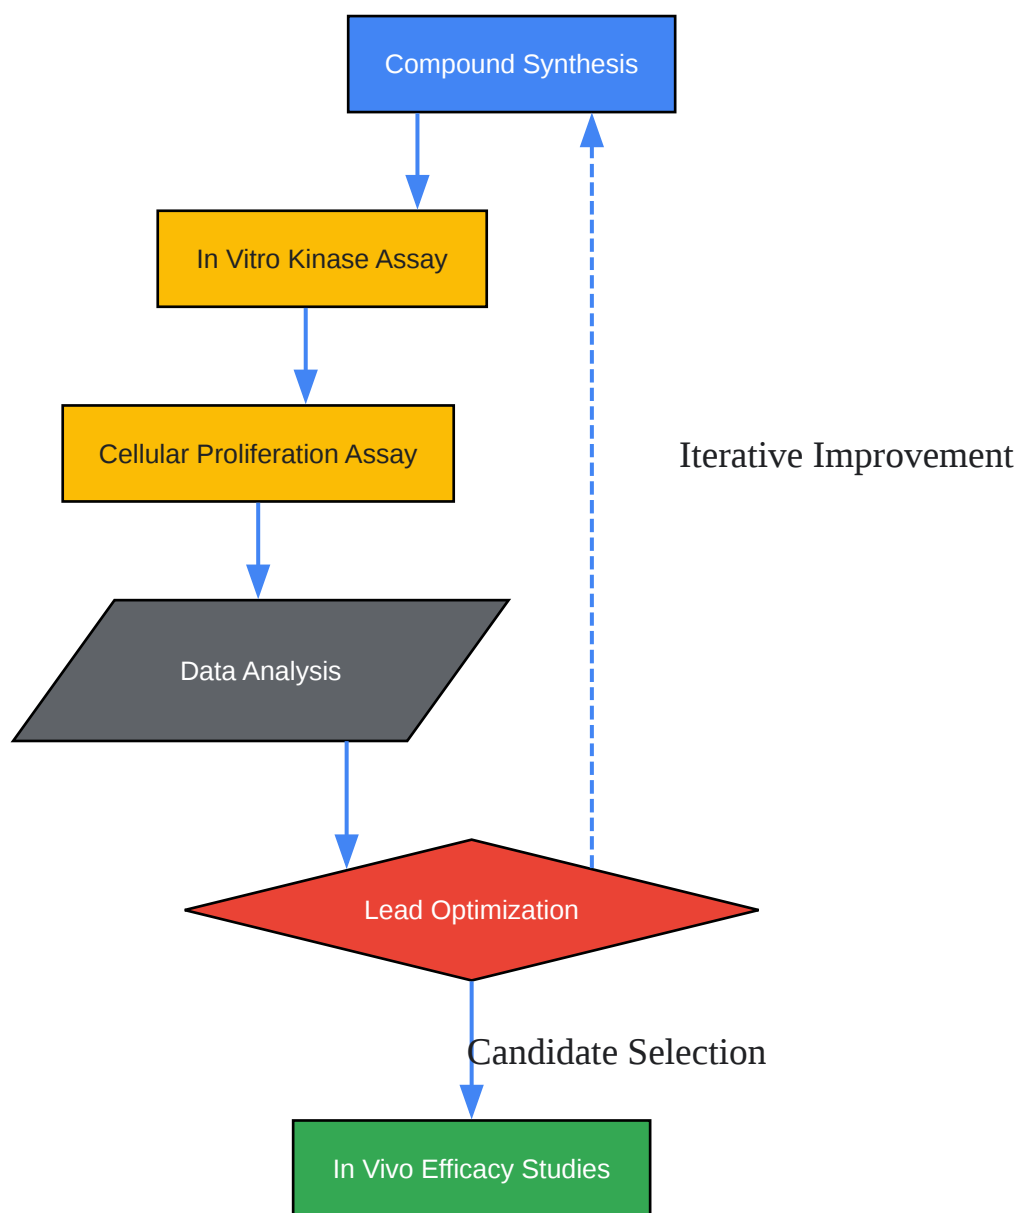 Compound Synthesis
In Vitro Kinase Assay
Cellular Proliferation Assay
Iterative Improvement
Data Analysis
Lead Optimization
Candidate Selection
In Vivo Efficacy Studies